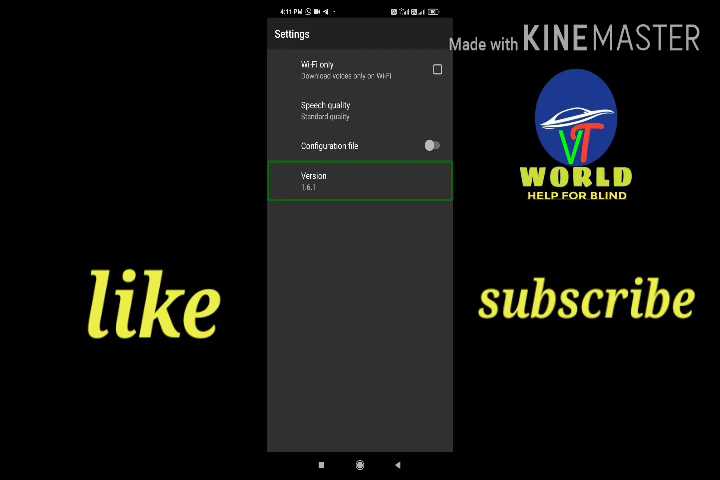 4:11 PM
Settings
Made with KINEMASTER
Wi-Fi only
Download voices only on Wi-Fi
Speech quality
Standard quality
Configuration file
Version
1.6.1
VT
WORLD
HELP FOR BLIND
like
subscribe